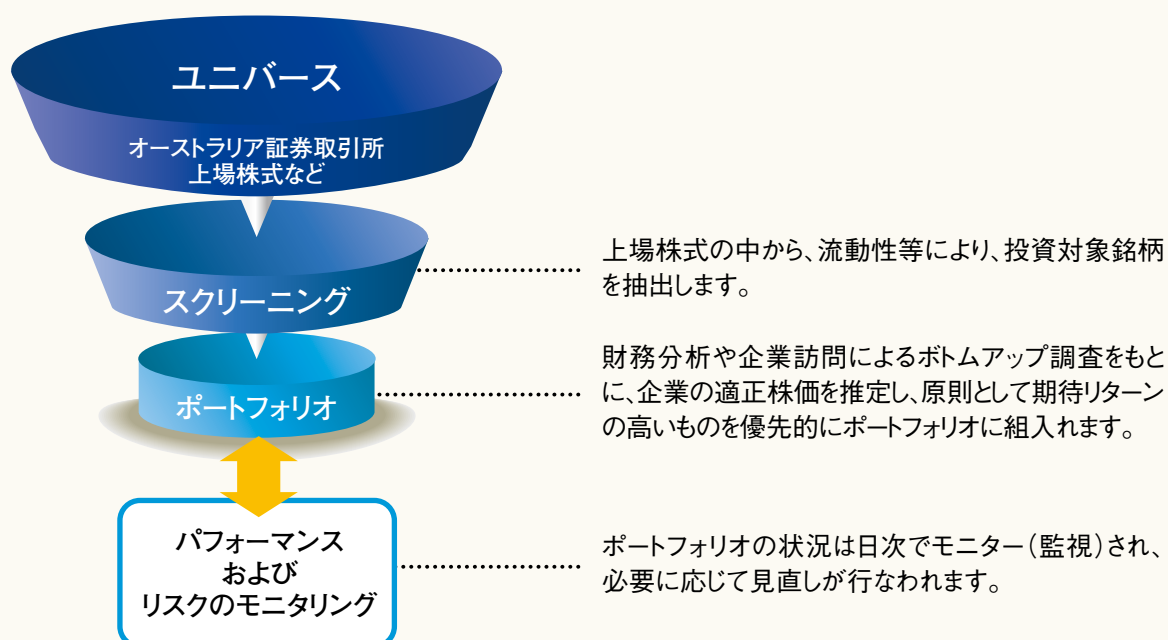 ユニバース
オーストラリア証券取引所
上場株式など
スクリーニング
上場株式の中から、流動性等により、投資対象銘柄
を抽出します。
ポートフォリオ
財務分析や企業訪問によるボトムアップ調査をもと
に、企業の適正株価を推定し、原則として期待リターン
の高いものを優先的にポートフォリオに組入れます。
パフォーマンス
および
リスクのモニタリング
ポートフォリオの状況は日次でモニター（監視）され、
必要に応じて見直しが行なわれます。